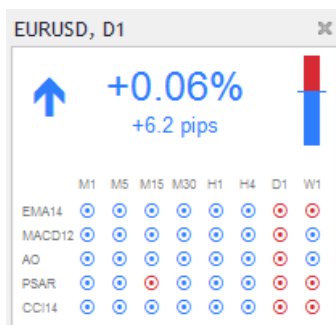 EURUSD, D1
+0.06%
+6.2 pips
M1 M5 M15 M30 H1 H4 D1 W1
EMA14
MACD12
AO
PSAR
CCI14